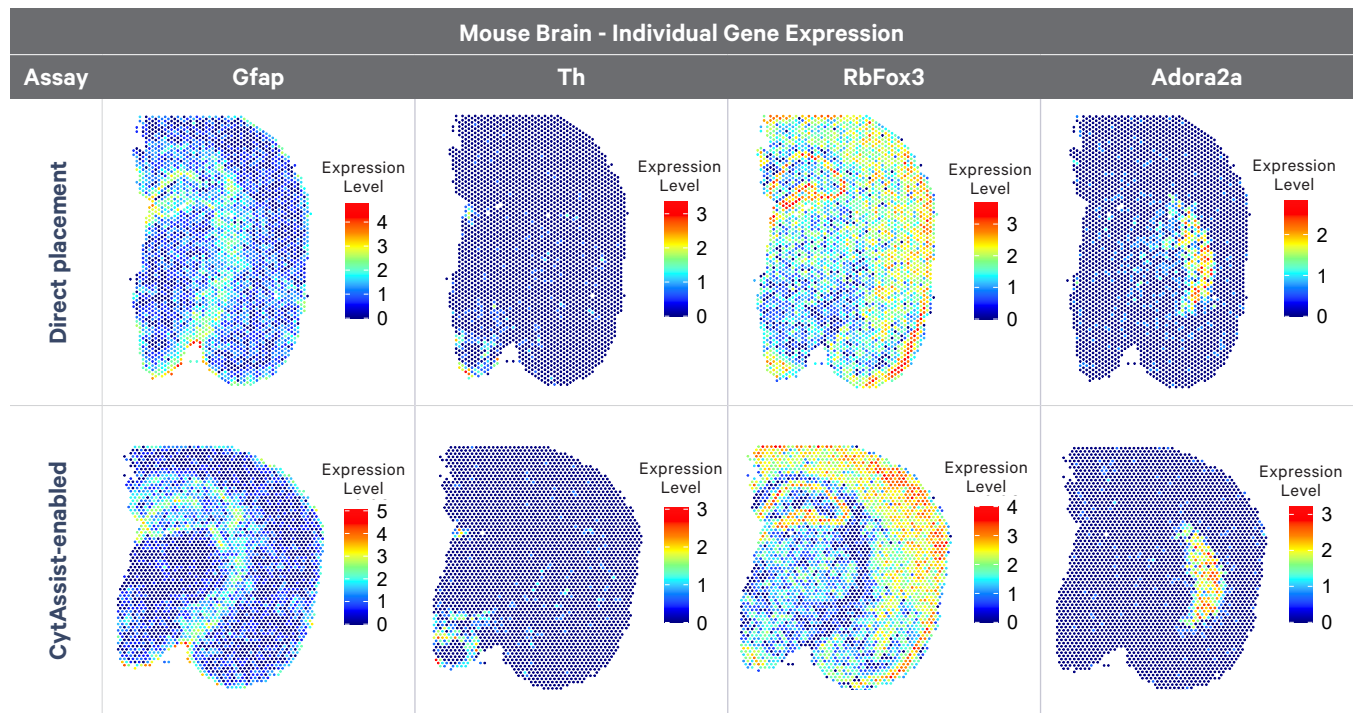 Mouse Brain - Individual Gene Expression
Assay Gfap Th RbFox3 Adora2a
Direct placement
Expression
Level
4
3
2
1
0
Expression
Level
3
2
1
0
Expression
Level
3
2
1
0
Expression
Level
2
1
0
CytAssist-enabled
Expression
Level
5
4
3
2
1
0
Expression
Level
3
2
1
0
Expression
Level
4
3
2
1
0
Expression
Level
3
2
1
0